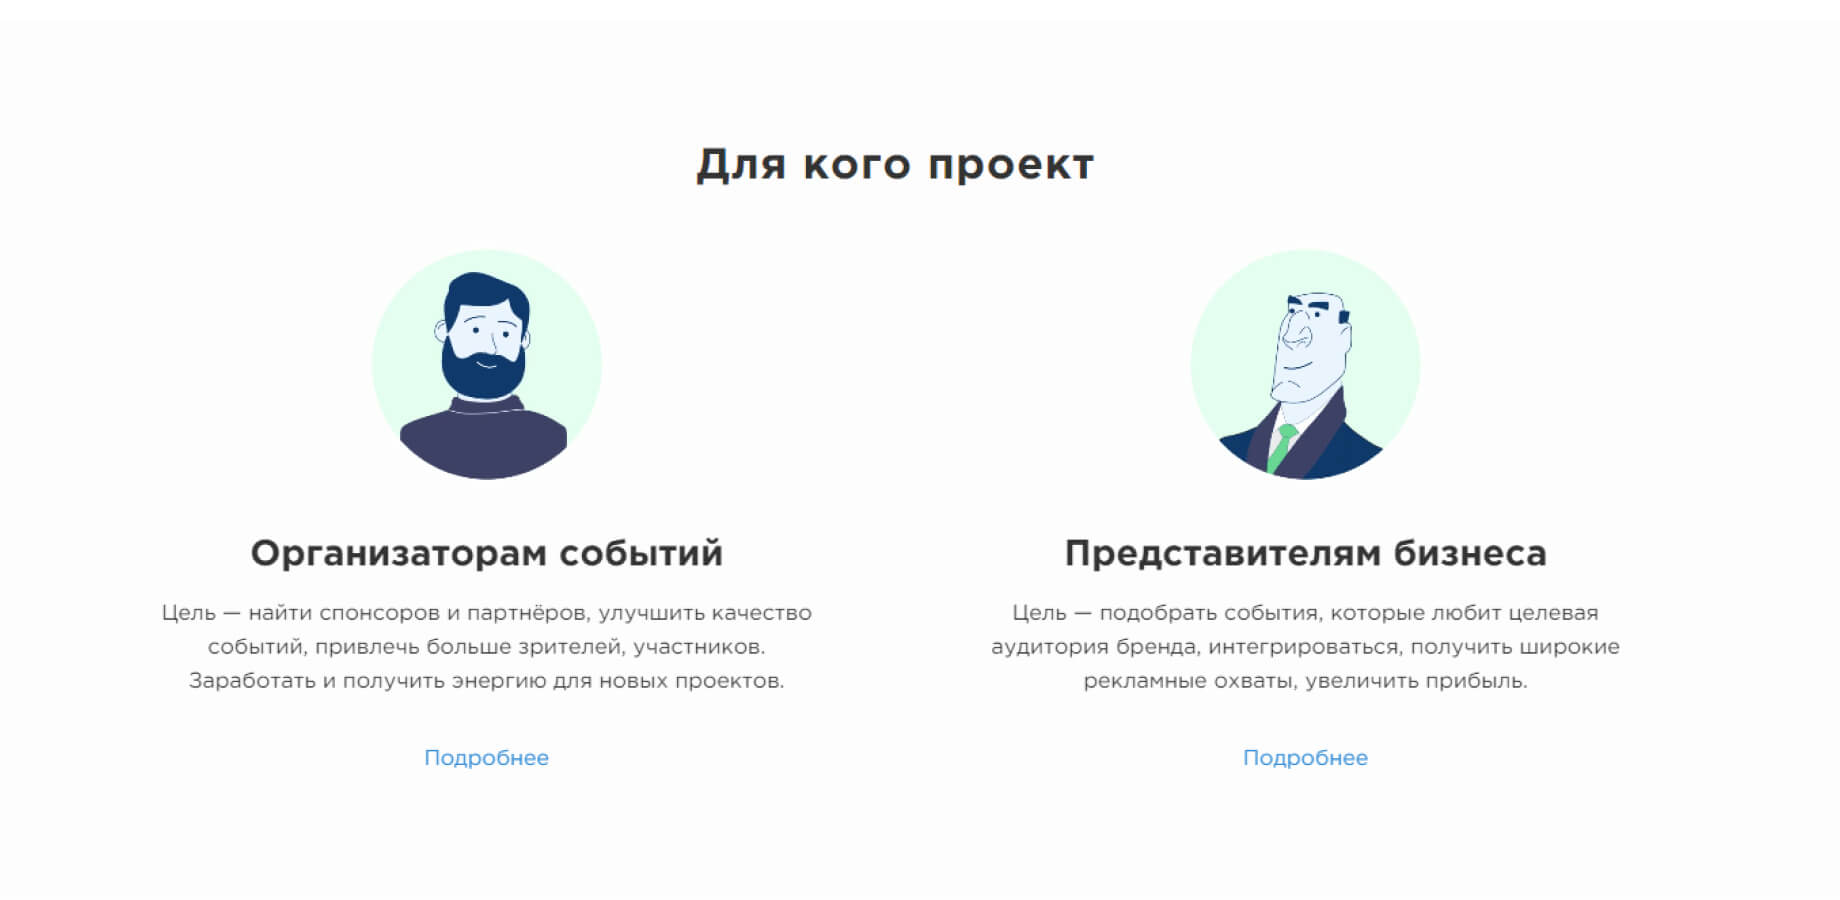 Для кого проект
Организаторам событий
Цель — найти спонсоров и партнёров, улучшить качество
событий, привлечь больше зрителей, участников.
Заработать и получить энергию для новых проектов.
Подробнее
Представителям бизнеса
Цель — подобрать события, которые любит целевая
аудитория бренда, интегрироваться, получить широкие
рекламные охваты, увеличить прибыль.
Подробнее